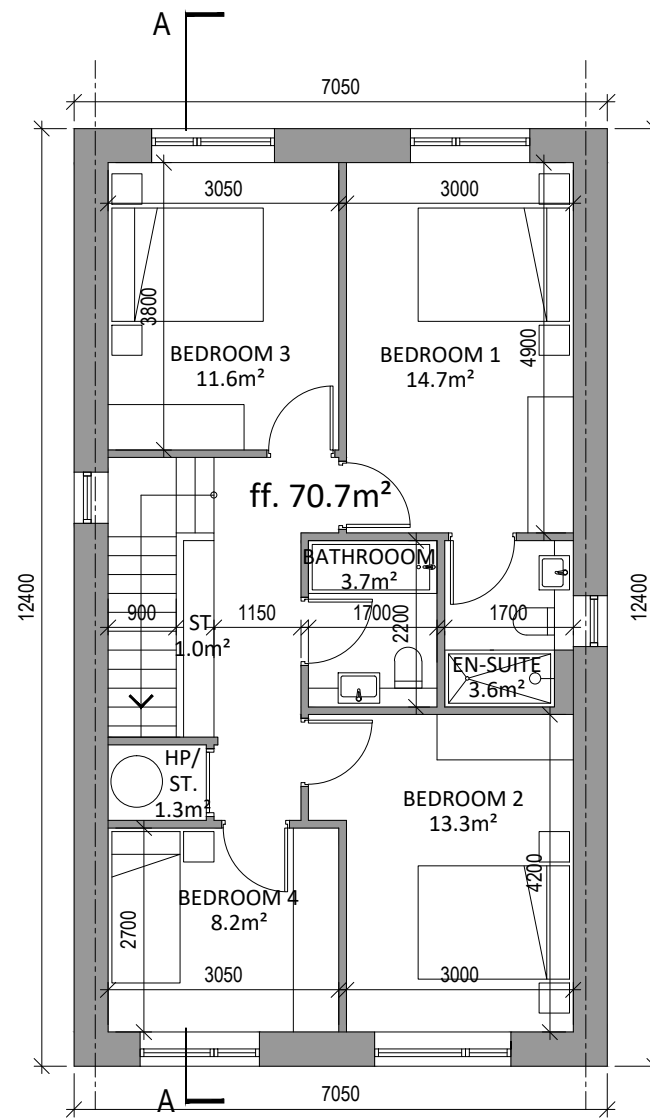 A
7050
3050
3000
3800
4900
BEDROOM 3
11.6m²
BEDROOM 1
14.7m²
ff. 70.7m²
12400
12400
BATHROOOM
3.7m²
900
ST.
1.0m²
1150
1700
2200
1700
EN-SUITE
3.6m²
HP/
ST.
1.3m²
BEDROOM 2
13.3m²
4200
BEDROOM 4
8.2m²
2700
3050
3000
A
7050